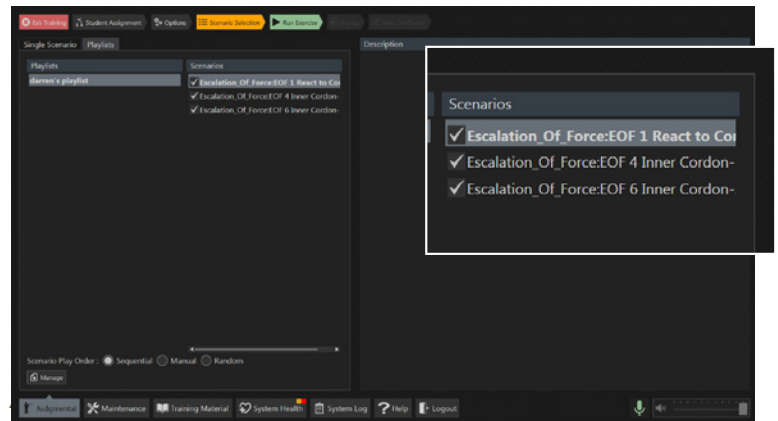 Exit Training Student Assignment Options Scenario Selection Run Exercise
Single Scenario Playlists
Description
Playlists
Scenarios
darren's playlist
Escalation_Of_Force:EOF 1 React to Con
Escalation_Of_Force:EOF 4 Inner Cordon-
Escalation_Of_Force:EOF 6 Inner Cordon-
Scenarios
Escalation_Of_Force:EOF 1 React to Con
Escalation_Of_Force:EOF 4 Inner Cordon-
Escalation_Of_Force:EOF 6 Inner Cordon-
Scenario Play Order: Sequential Manual Random
Manage
Judgmental Maintenance Training Material System Health System Log Help Logout